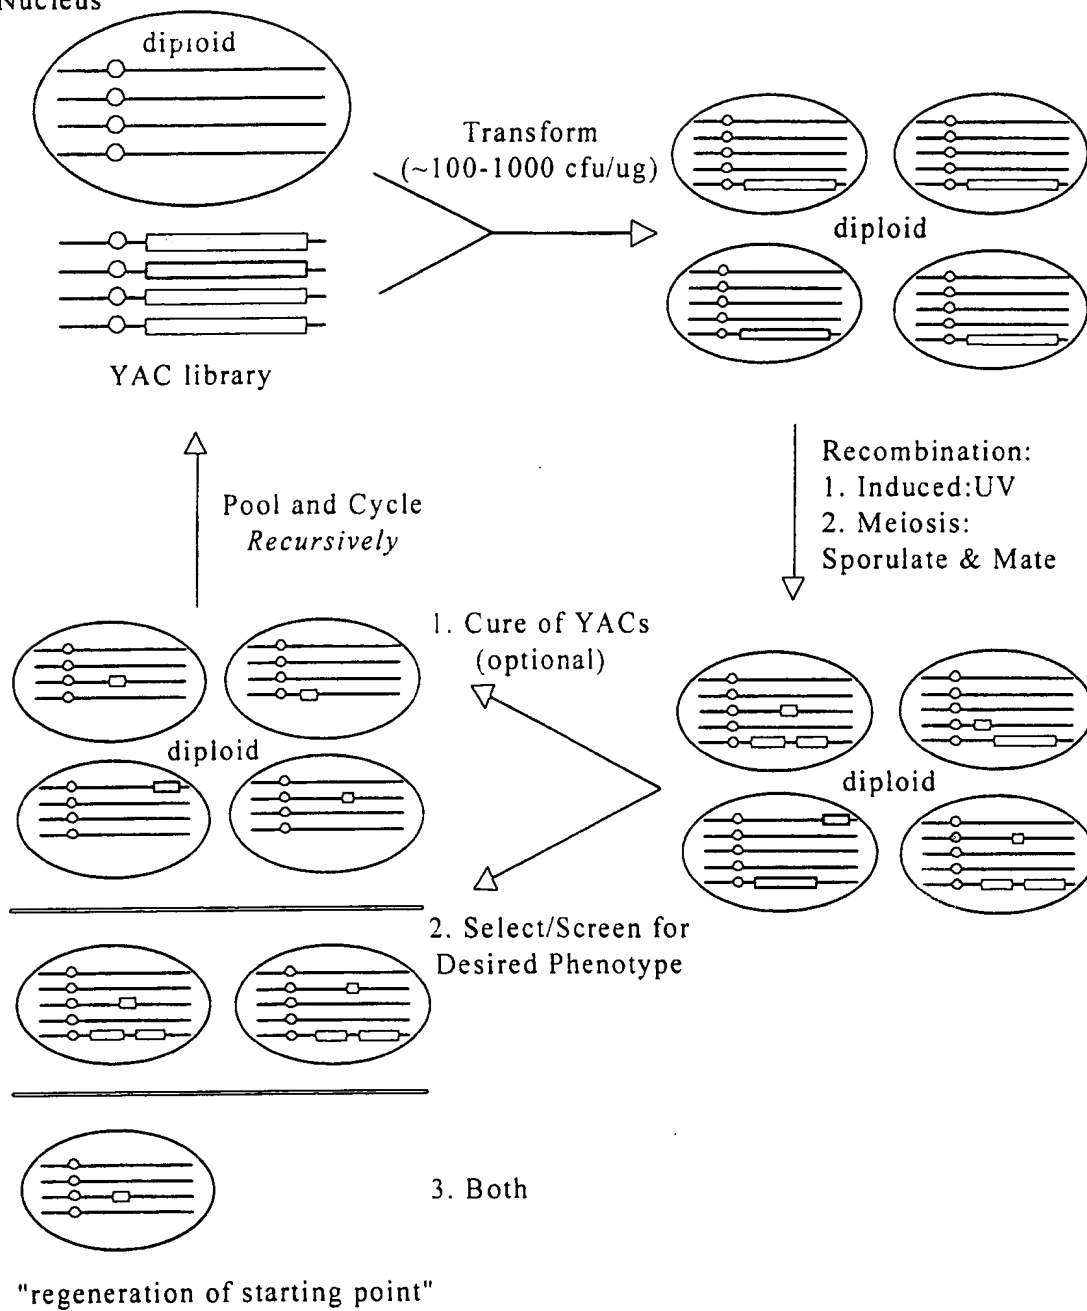 Nucleus
diploid
Transform
(~100-1000 cfu/ug)
diploid
YAC library
Recombination:
1. Induced:UV
2. Meiosis:
Sporulate & Mate
Pool and Cycle
Recursively
1. Cure of YACs
(optional)
diploid
diploid
2. Select/Screen for
Desired Phenotype
3. Both
"regeneration of starting point"